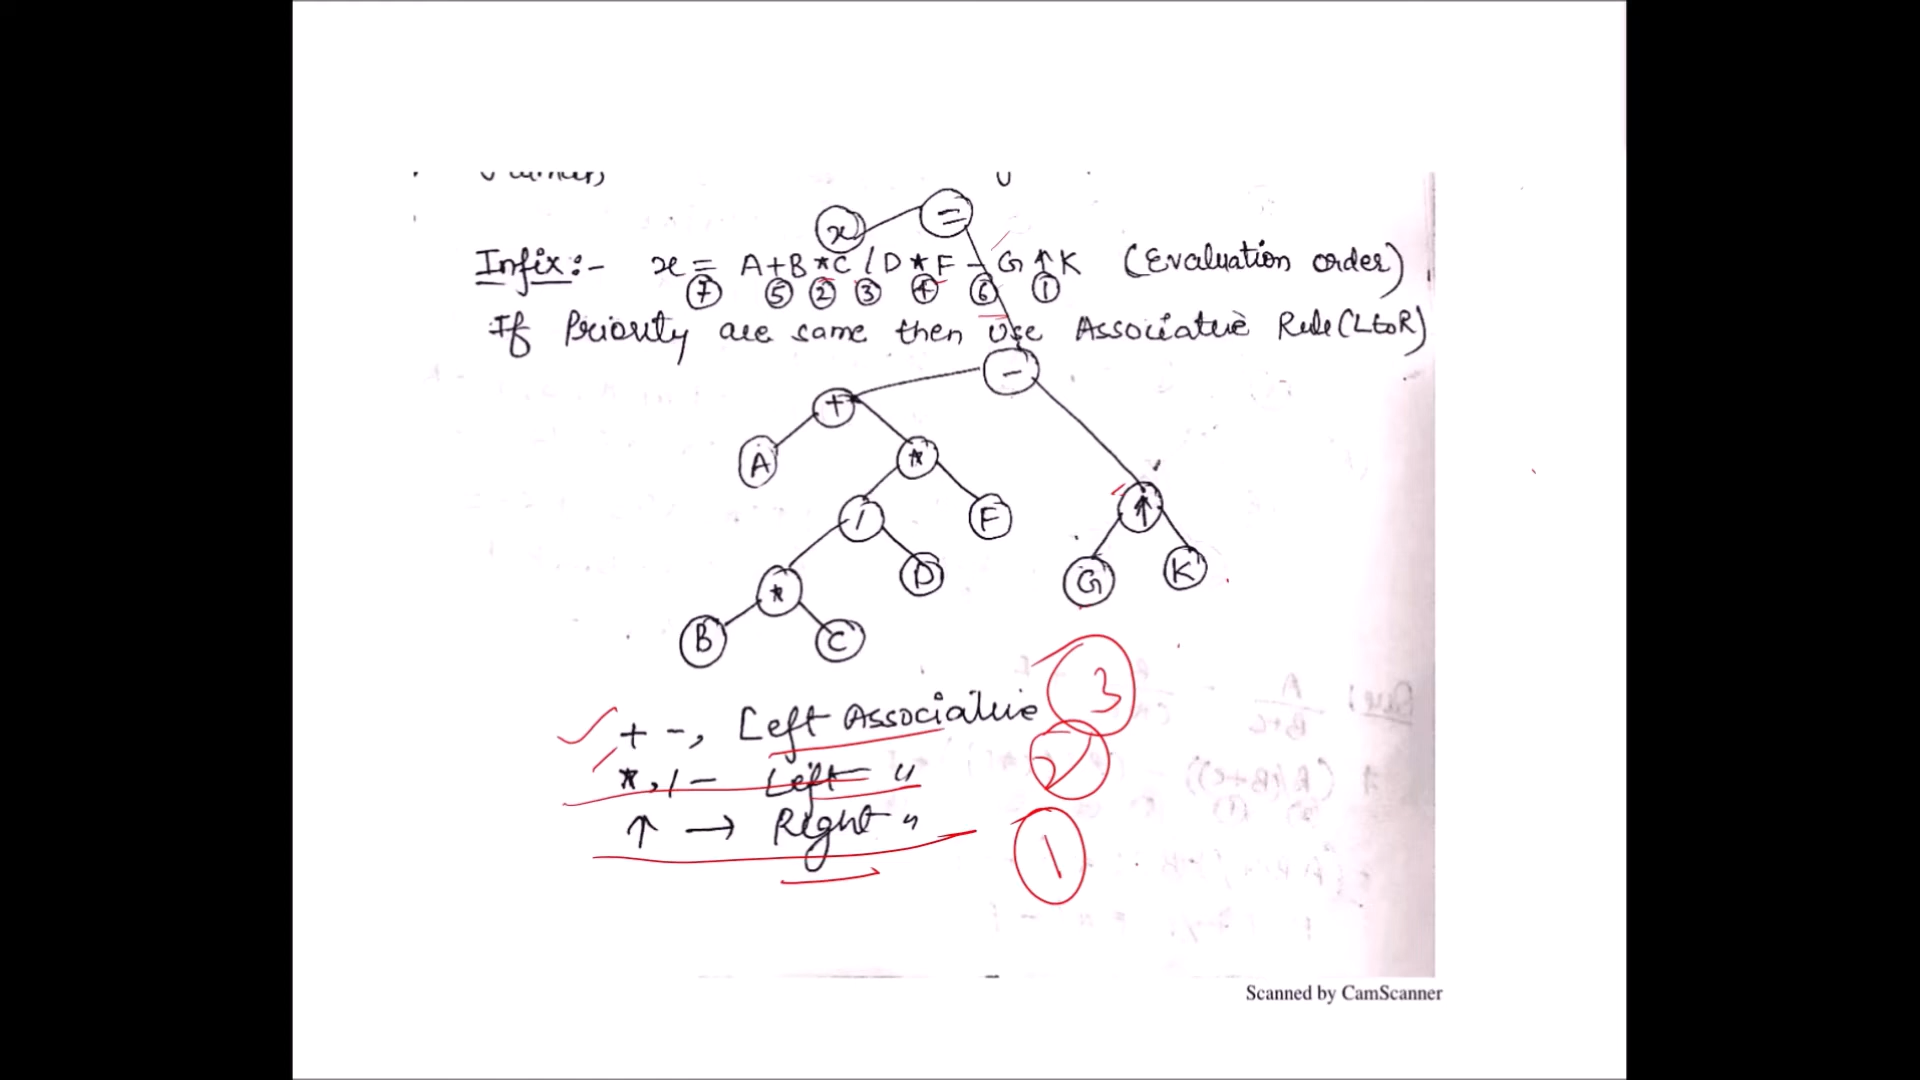 x =
Infix:- x = A+B*C/D*F-G↑K (Evaluation order)
7 5 2 3 4 6 1
If Priority are same then use Associative Rule(LtoR)
-
+
A *
/ F ↑
* D G K
B C
+ -, Left Associative 3
*, / - Left " 2
↑ → Right " 1
Scanned by CamScanner